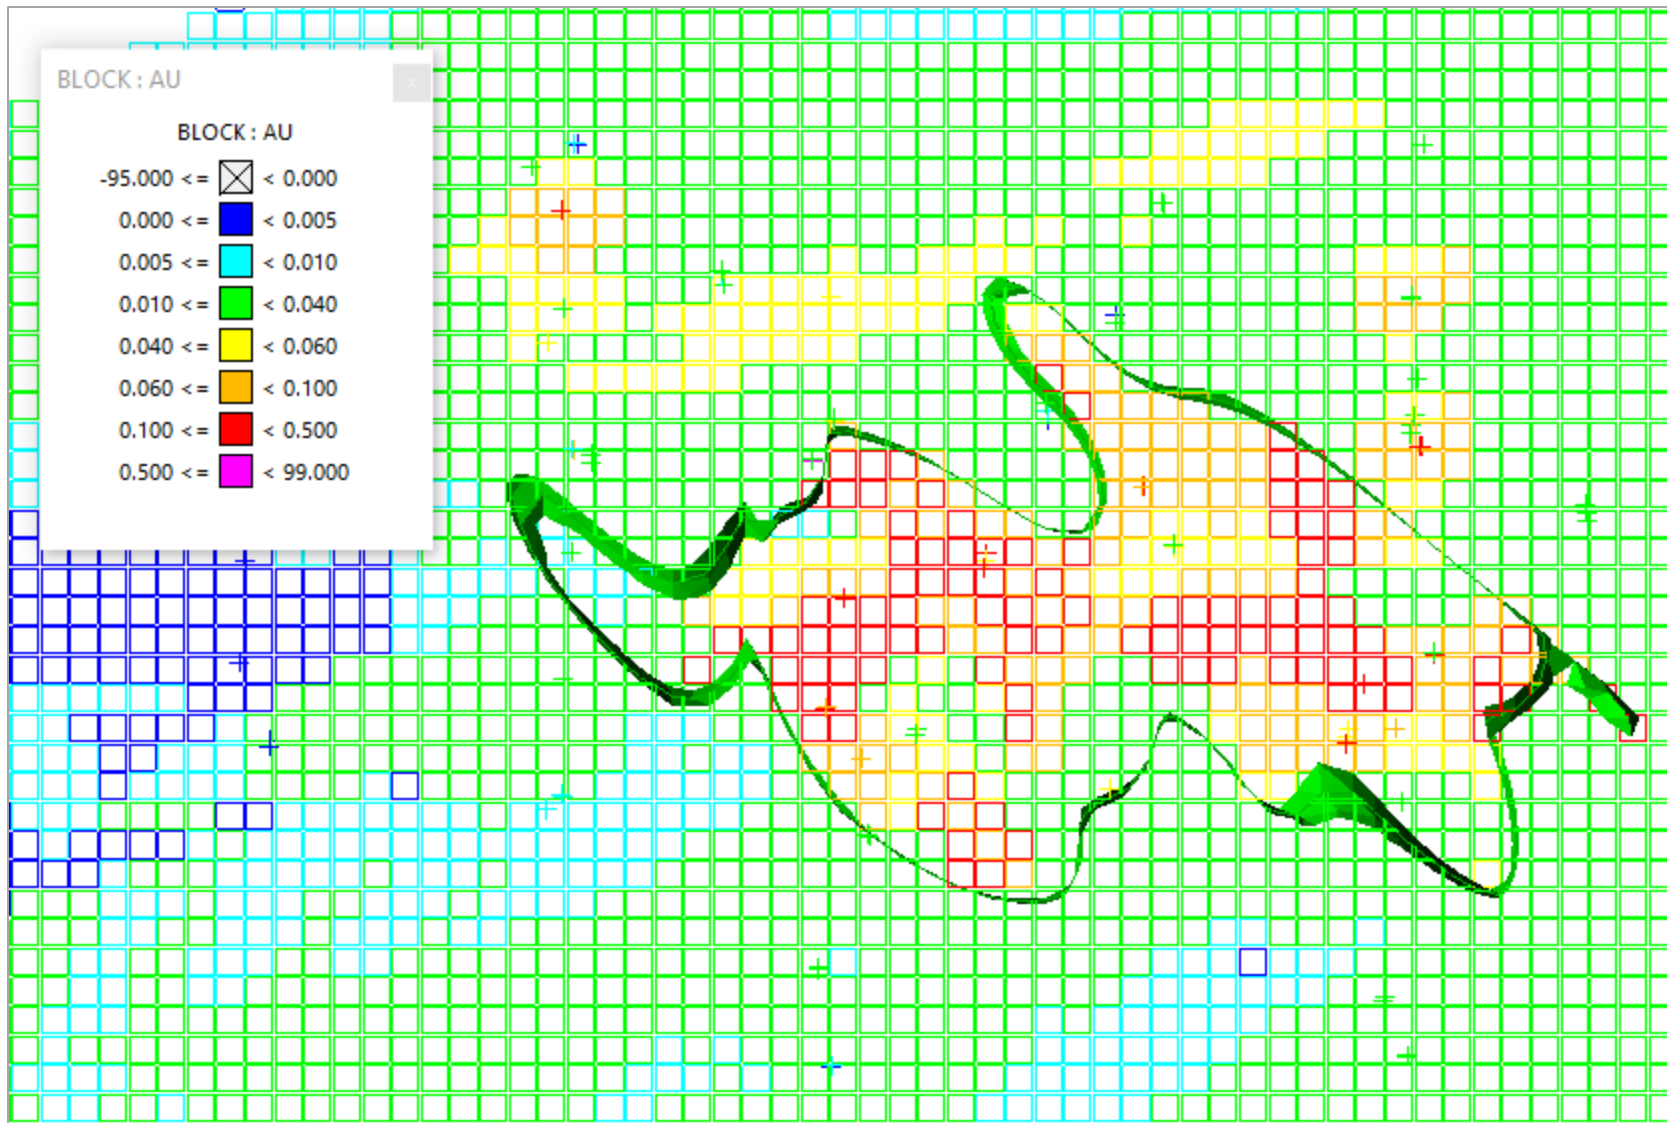 BLOCK : AU
x
BLOCK : AU
-95.000 <= < 0.000
0.000 <= < 0.005
0.005 <= < 0.010
0.010 <= < 0.040
0.040 <= < 0.060
0.060 <= < 0.100
0.100 <= < 0.500
0.500 <= < 99.000